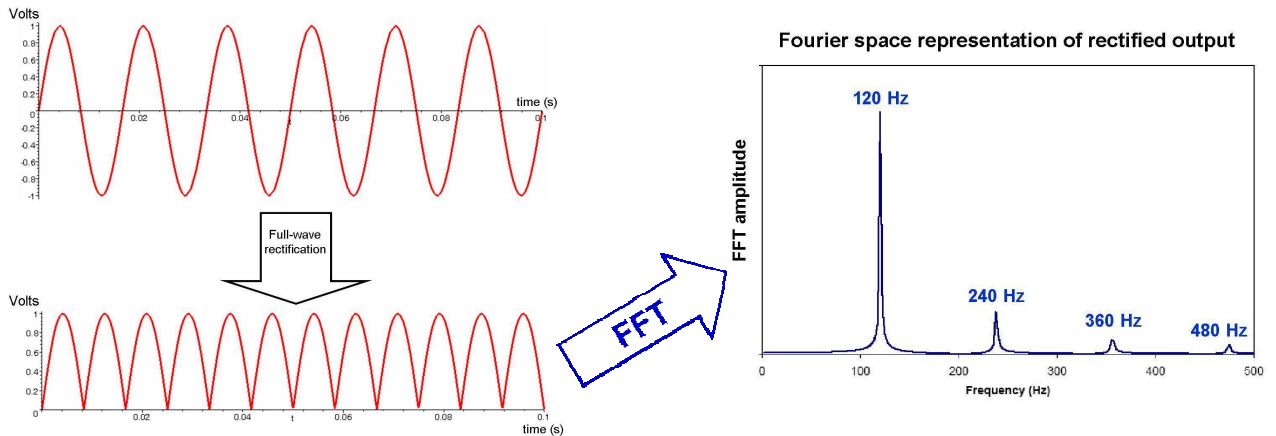 Volts
1
0.8
0.6
0.4
0.2
0
-0.2
-0.4
-0.6
-0.8
-1
0.02
0.04
t
0.06
0.08
0.1
time (s)
Full-wave
rectification
Volts
1
0.8
0.6
0.4
0.2
0
0.02
0.04
t
0.06
0.08
0.1
time (s)
FFT
Fourier space representation of rectified output
120 Hz
240 Hz
360 Hz
480 Hz
FFT amplitude
0
100
200
300
400
500
Frequency (Hz)